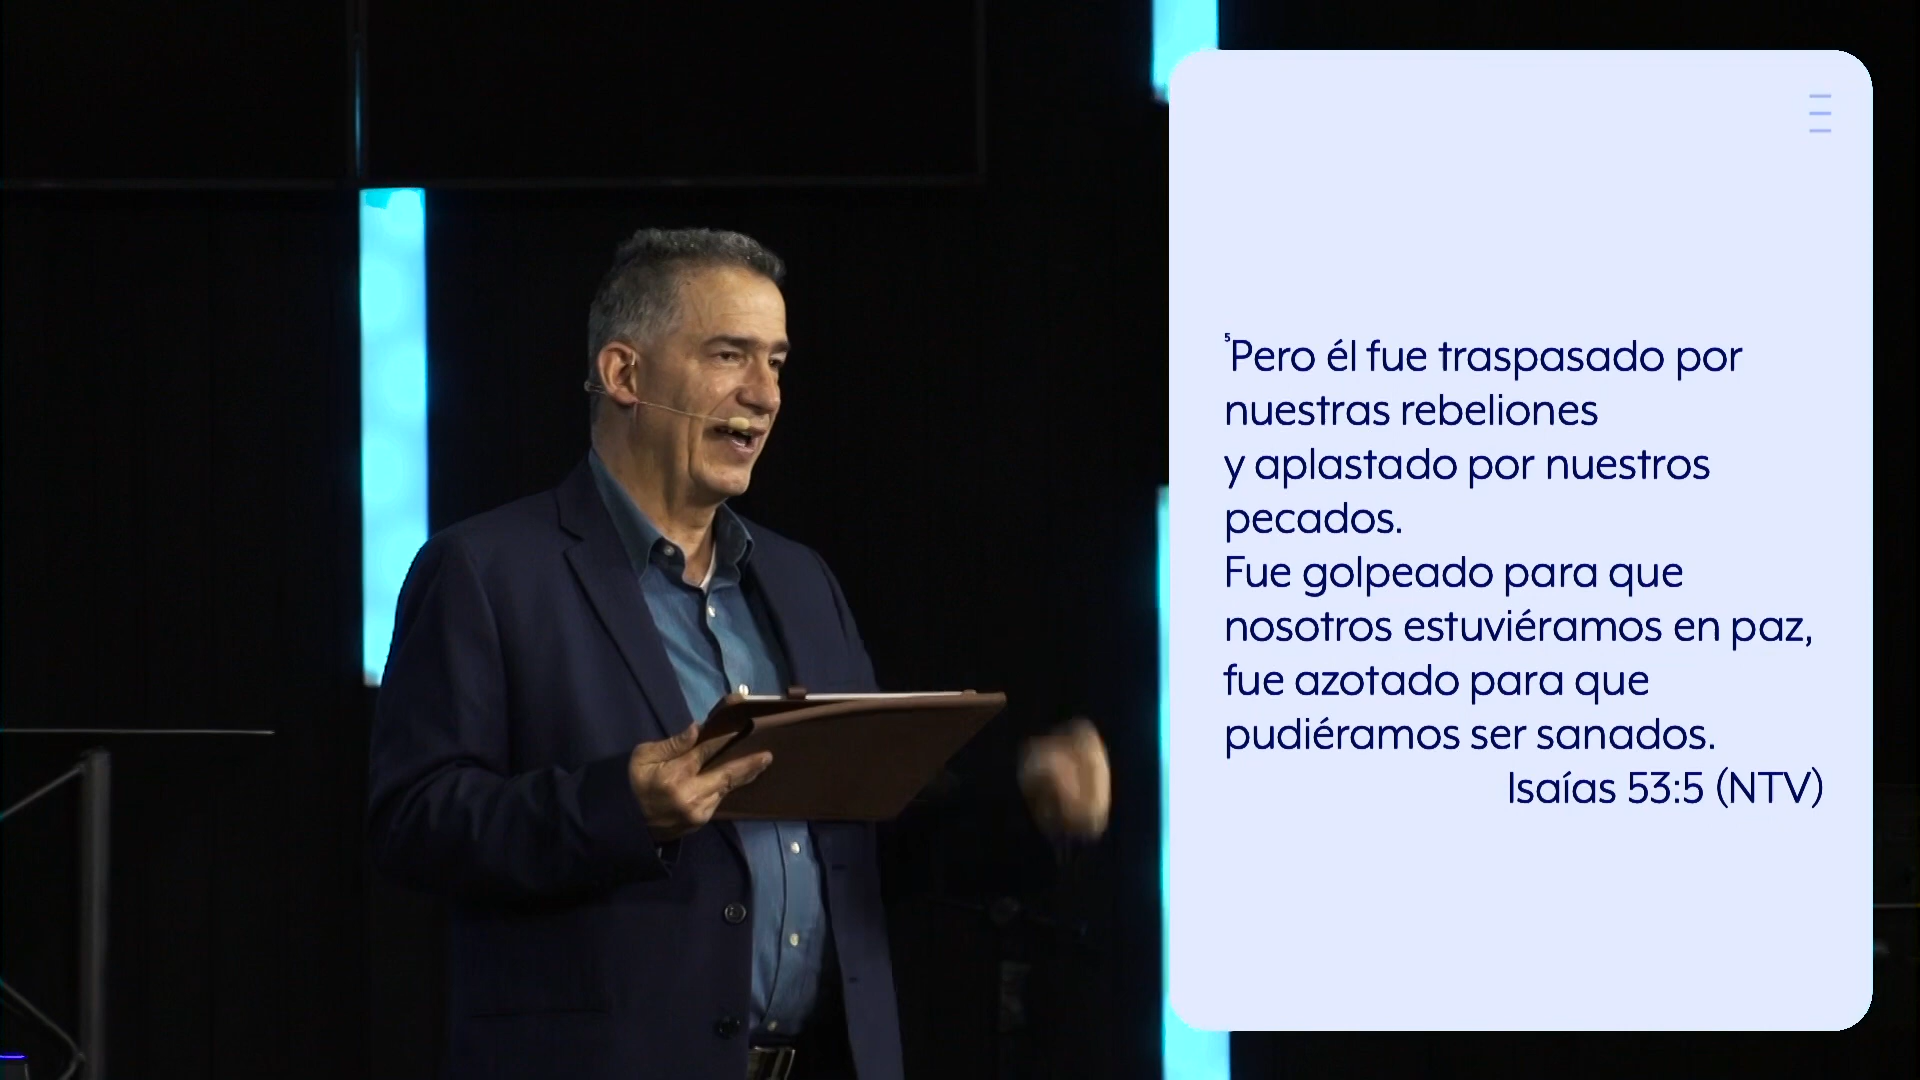 ⁵Pero él fue traspasado por
nuestras rebeliones
y aplastado por nuestros
pecados.
Fue golpeado para que
nosotros estuviéramos en paz,
fue azotado para que
pudiéramos ser sanados.
Isaías 53:5 (NTV)